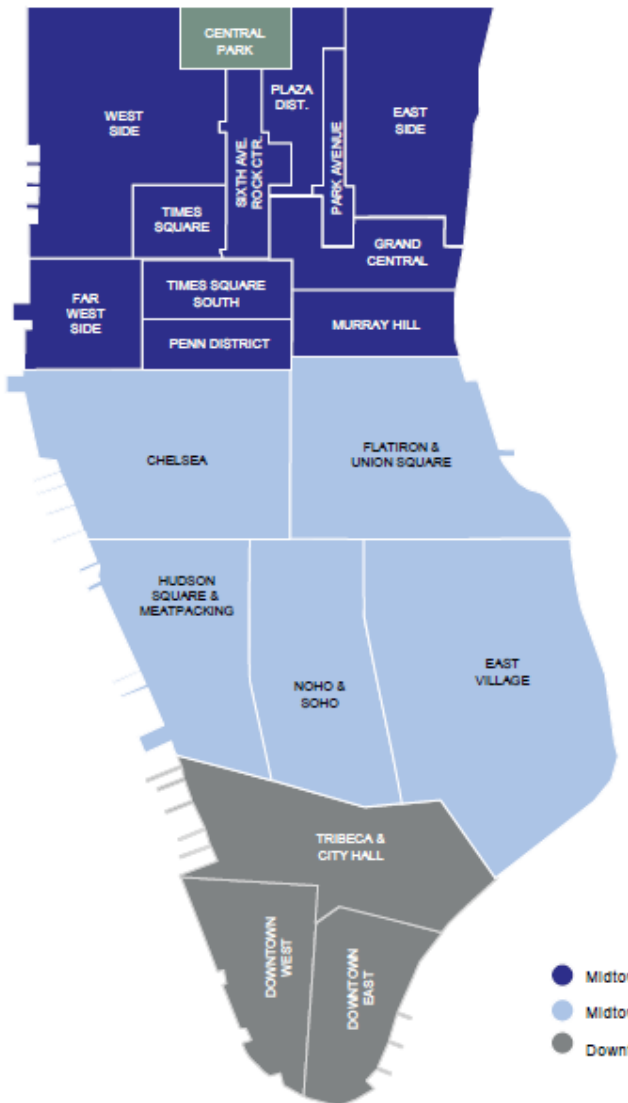 CENTRAL
PARK
WEST
SIDE
SIXTH AVE.
ROCK CTR.
PLAZA
DIST.
PARK AVENUE
EAST
SIDE
TIMES
SQUARE
GRAND
CENTRAL
FAR
WEST
SIDE
TIMES SQUARE
SOUTH
PENN DISTRICT
MURRAY HILL
CHELSEA
FLATIRON &
UNION SQUARE
HUDSON
SQUARE &
MEATPACKING
NOHO &
SOHO
EAST
VILLAGE
TRIBECA &
CITY HALL
DOWNTOWN
WEST
DOWNTOWN
EAST